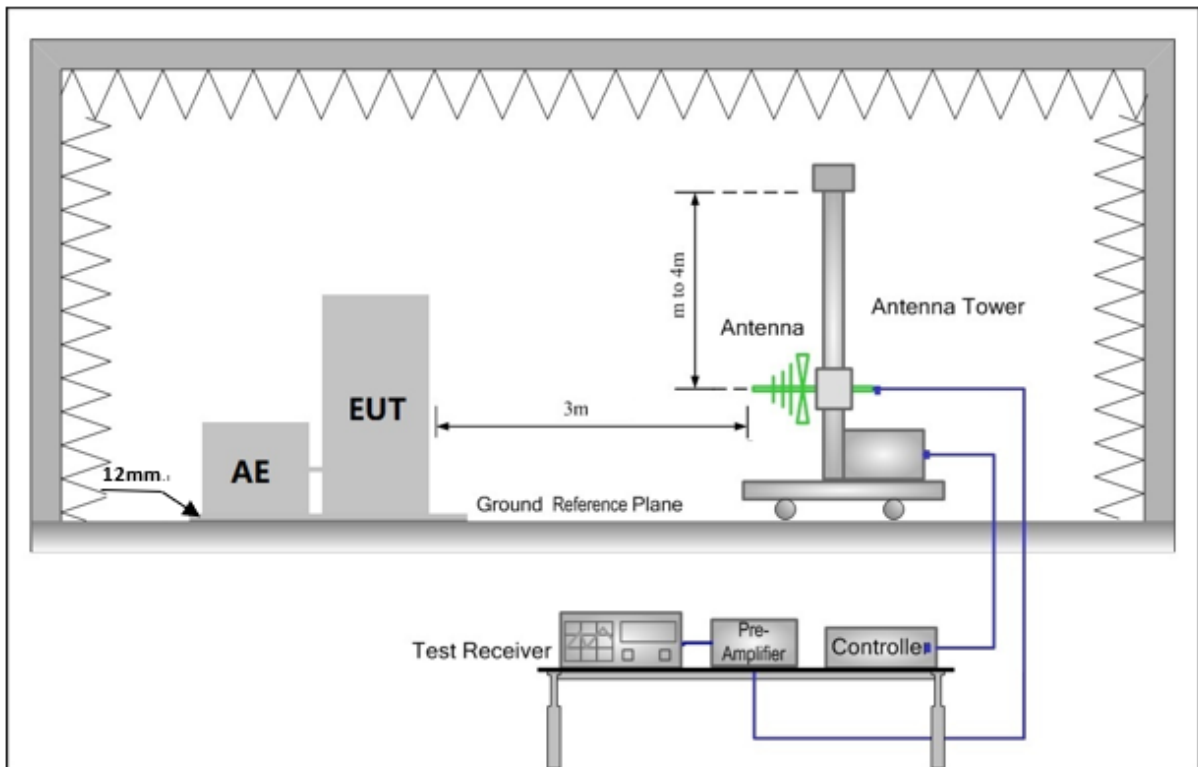 m to 4m
Antenna Tower
Antenna
EUT
3m
AE
12mm
Ground Reference Plane
Test Receiver
Pre-
Amplifier
Controller